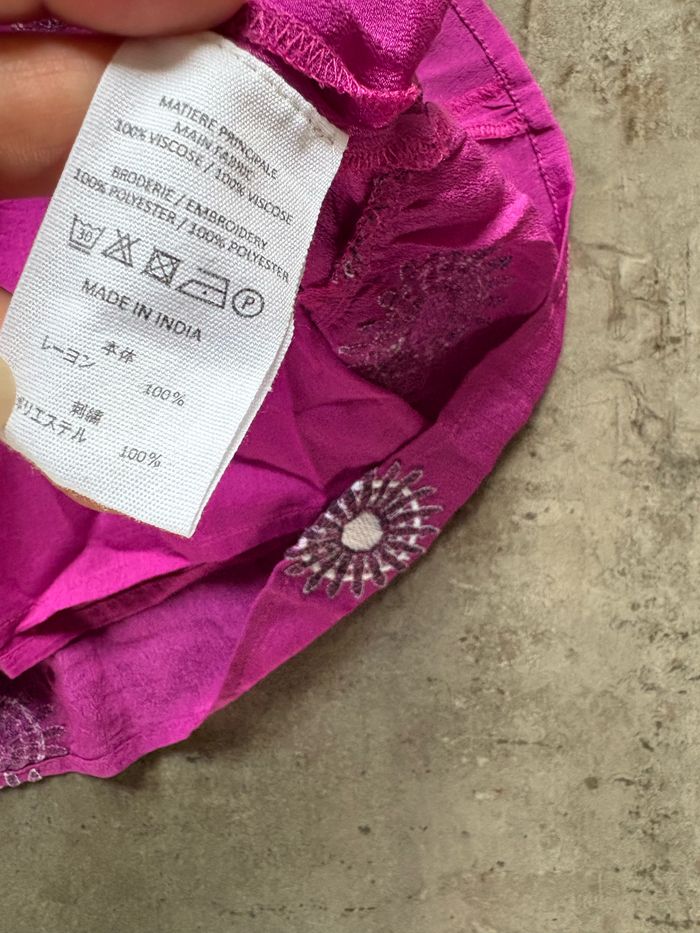 MATIERE PRINCIPALE
MAIN FABRIC
100% VISCOSE / 100% VISCOSE
BRODERIE / EMBROIDERY
100% POLYESTER / 100% POLYESTER
30 P
MADE IN INDIA
本体
レーヨン 100%
刺繍
ポリエステル 100%